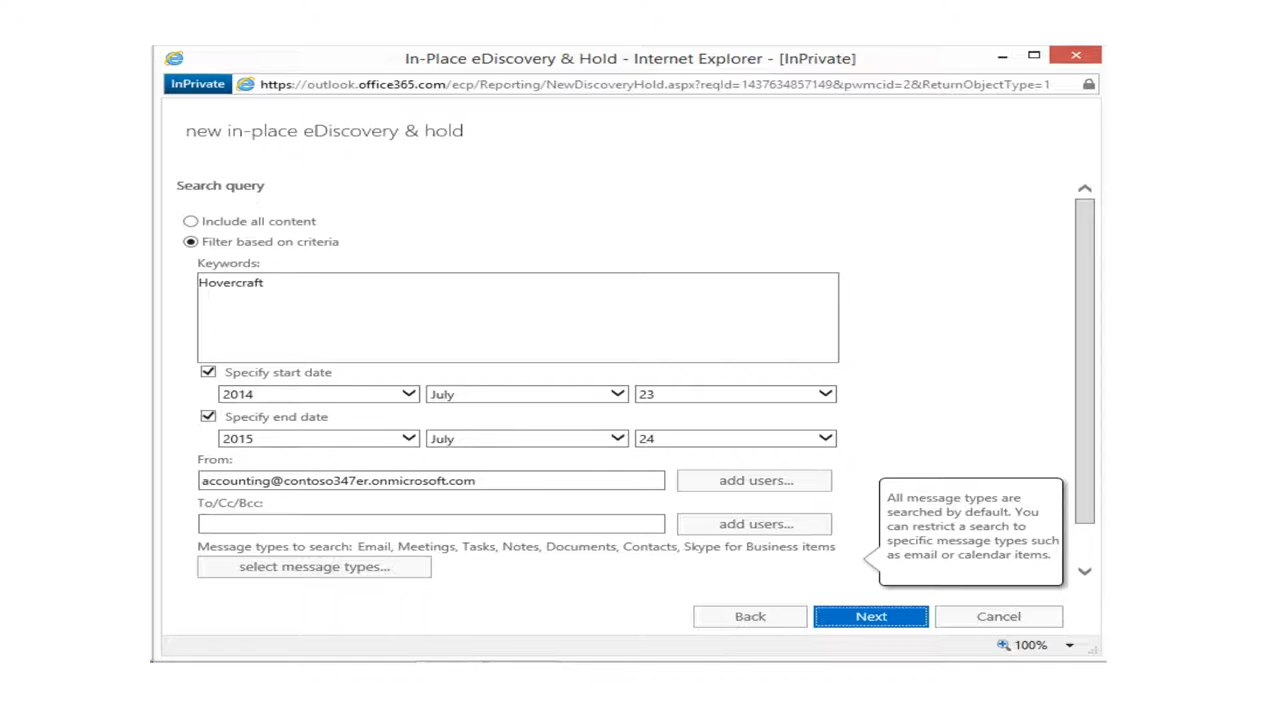 In-Place eDiscovery & Hold - Internet Explorer - [InPrivate]
InPrivate https://outlook.office365.com/ecp/Reporting/NewDiscoveryHold.aspx?reqId=1437634857149&pwmcid=2&ReturnObjectType=1
new in-place eDiscovery & hold
Search query
Include all content
Filter based on criteria
Keywords:
Hovercraft
Specify start date
2014 July 23
Specify end date
2015 July 24
From:
accounting@contoso347er.onmicrosoft.com add users...
To/Cc/Bcc:
add users...
Message types to search: Email, Meetings, Tasks, Notes, Documents, Contacts, Skype for Business items
select message types...
All message types are
searched by default. You
can restrict a search to
specific message types such
as email or calendar items.
Back Next Cancel
100%